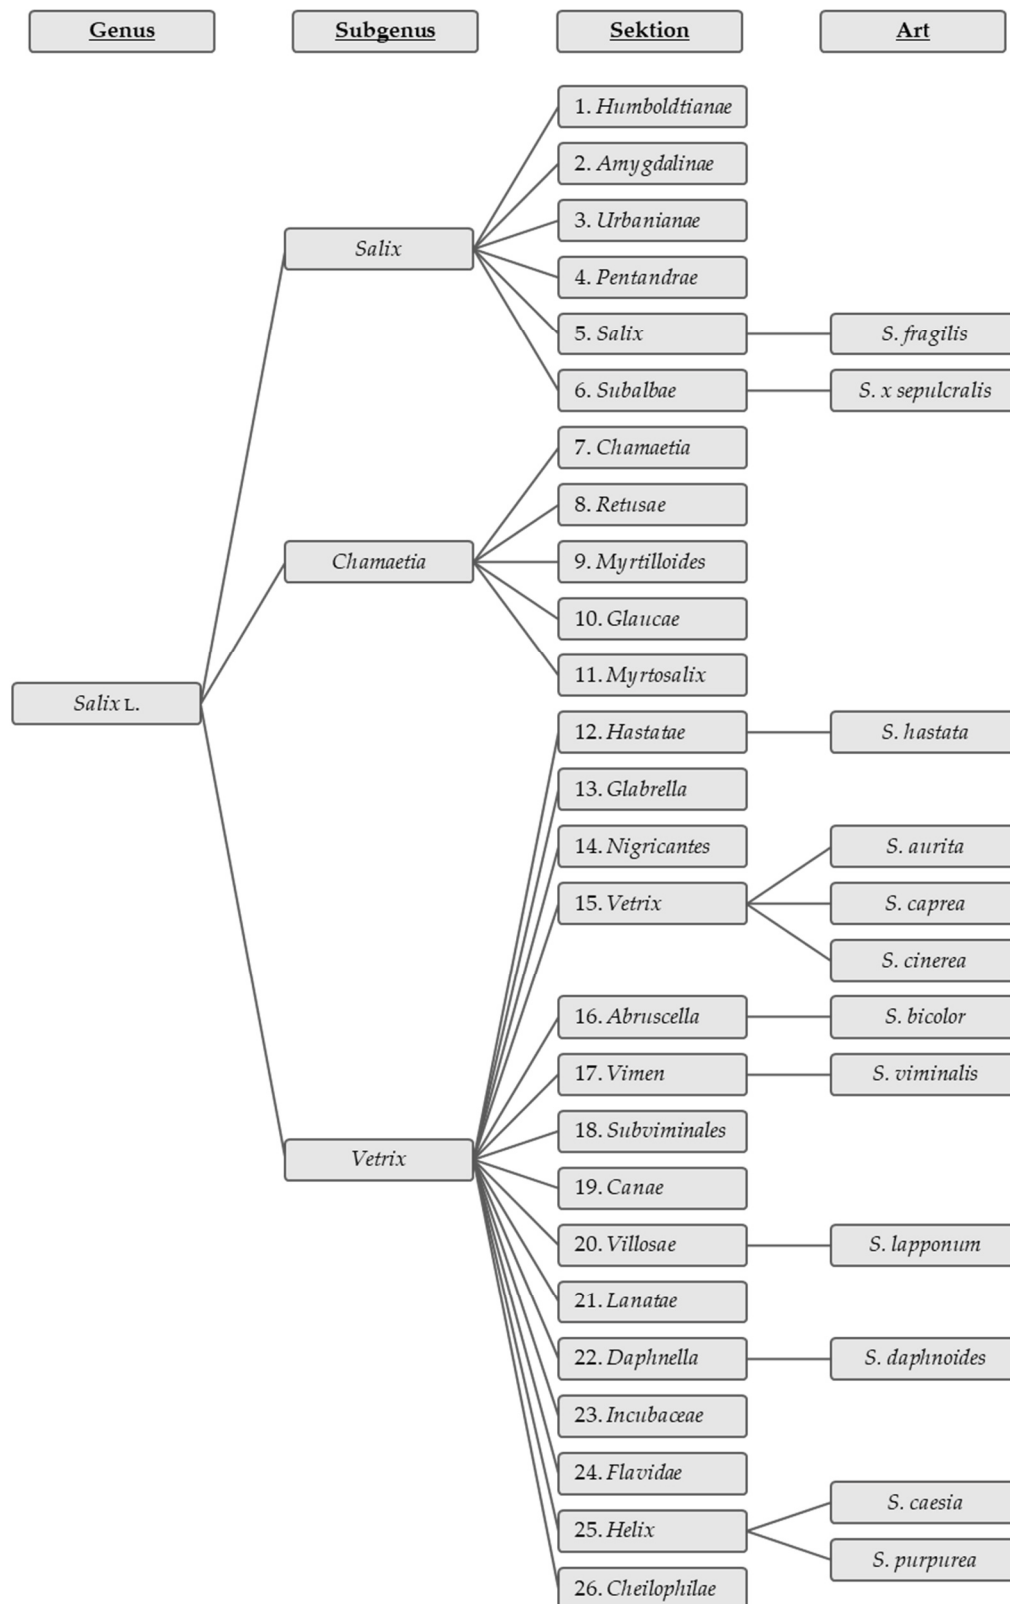 Genus
Subgenus
Sektion
Art
Salix L.
Salix
Chamaetia
Vetrix
1. Humboldtianae
2. Amygdalinae
3. Urbanianae
4. Pentandrae
5. Salix
6. Subalbae
7. Chamaetia
8. Retusae
9. Myrtilloides
10. Glaucae
11. Myrtosalix
12. Hastatae
13. Glabrella
14. Nigricantes
15. Vetrix
16. Abruscella
17. Vimen
18. Subviminales
19. Canae
20. Villosae
21. Lanatae
22. Daphnella
23. Incubaceae
24. Flavidae
25. Helix
26. Cheilophilae
S. fragilis
S. x sepulcralis
S. hastata
S. aurita
S. caprea
S. cinerea
S. bicolor
S. viminalis
S. lapponum
S. daphnoides
S. caesia
S. purpurea